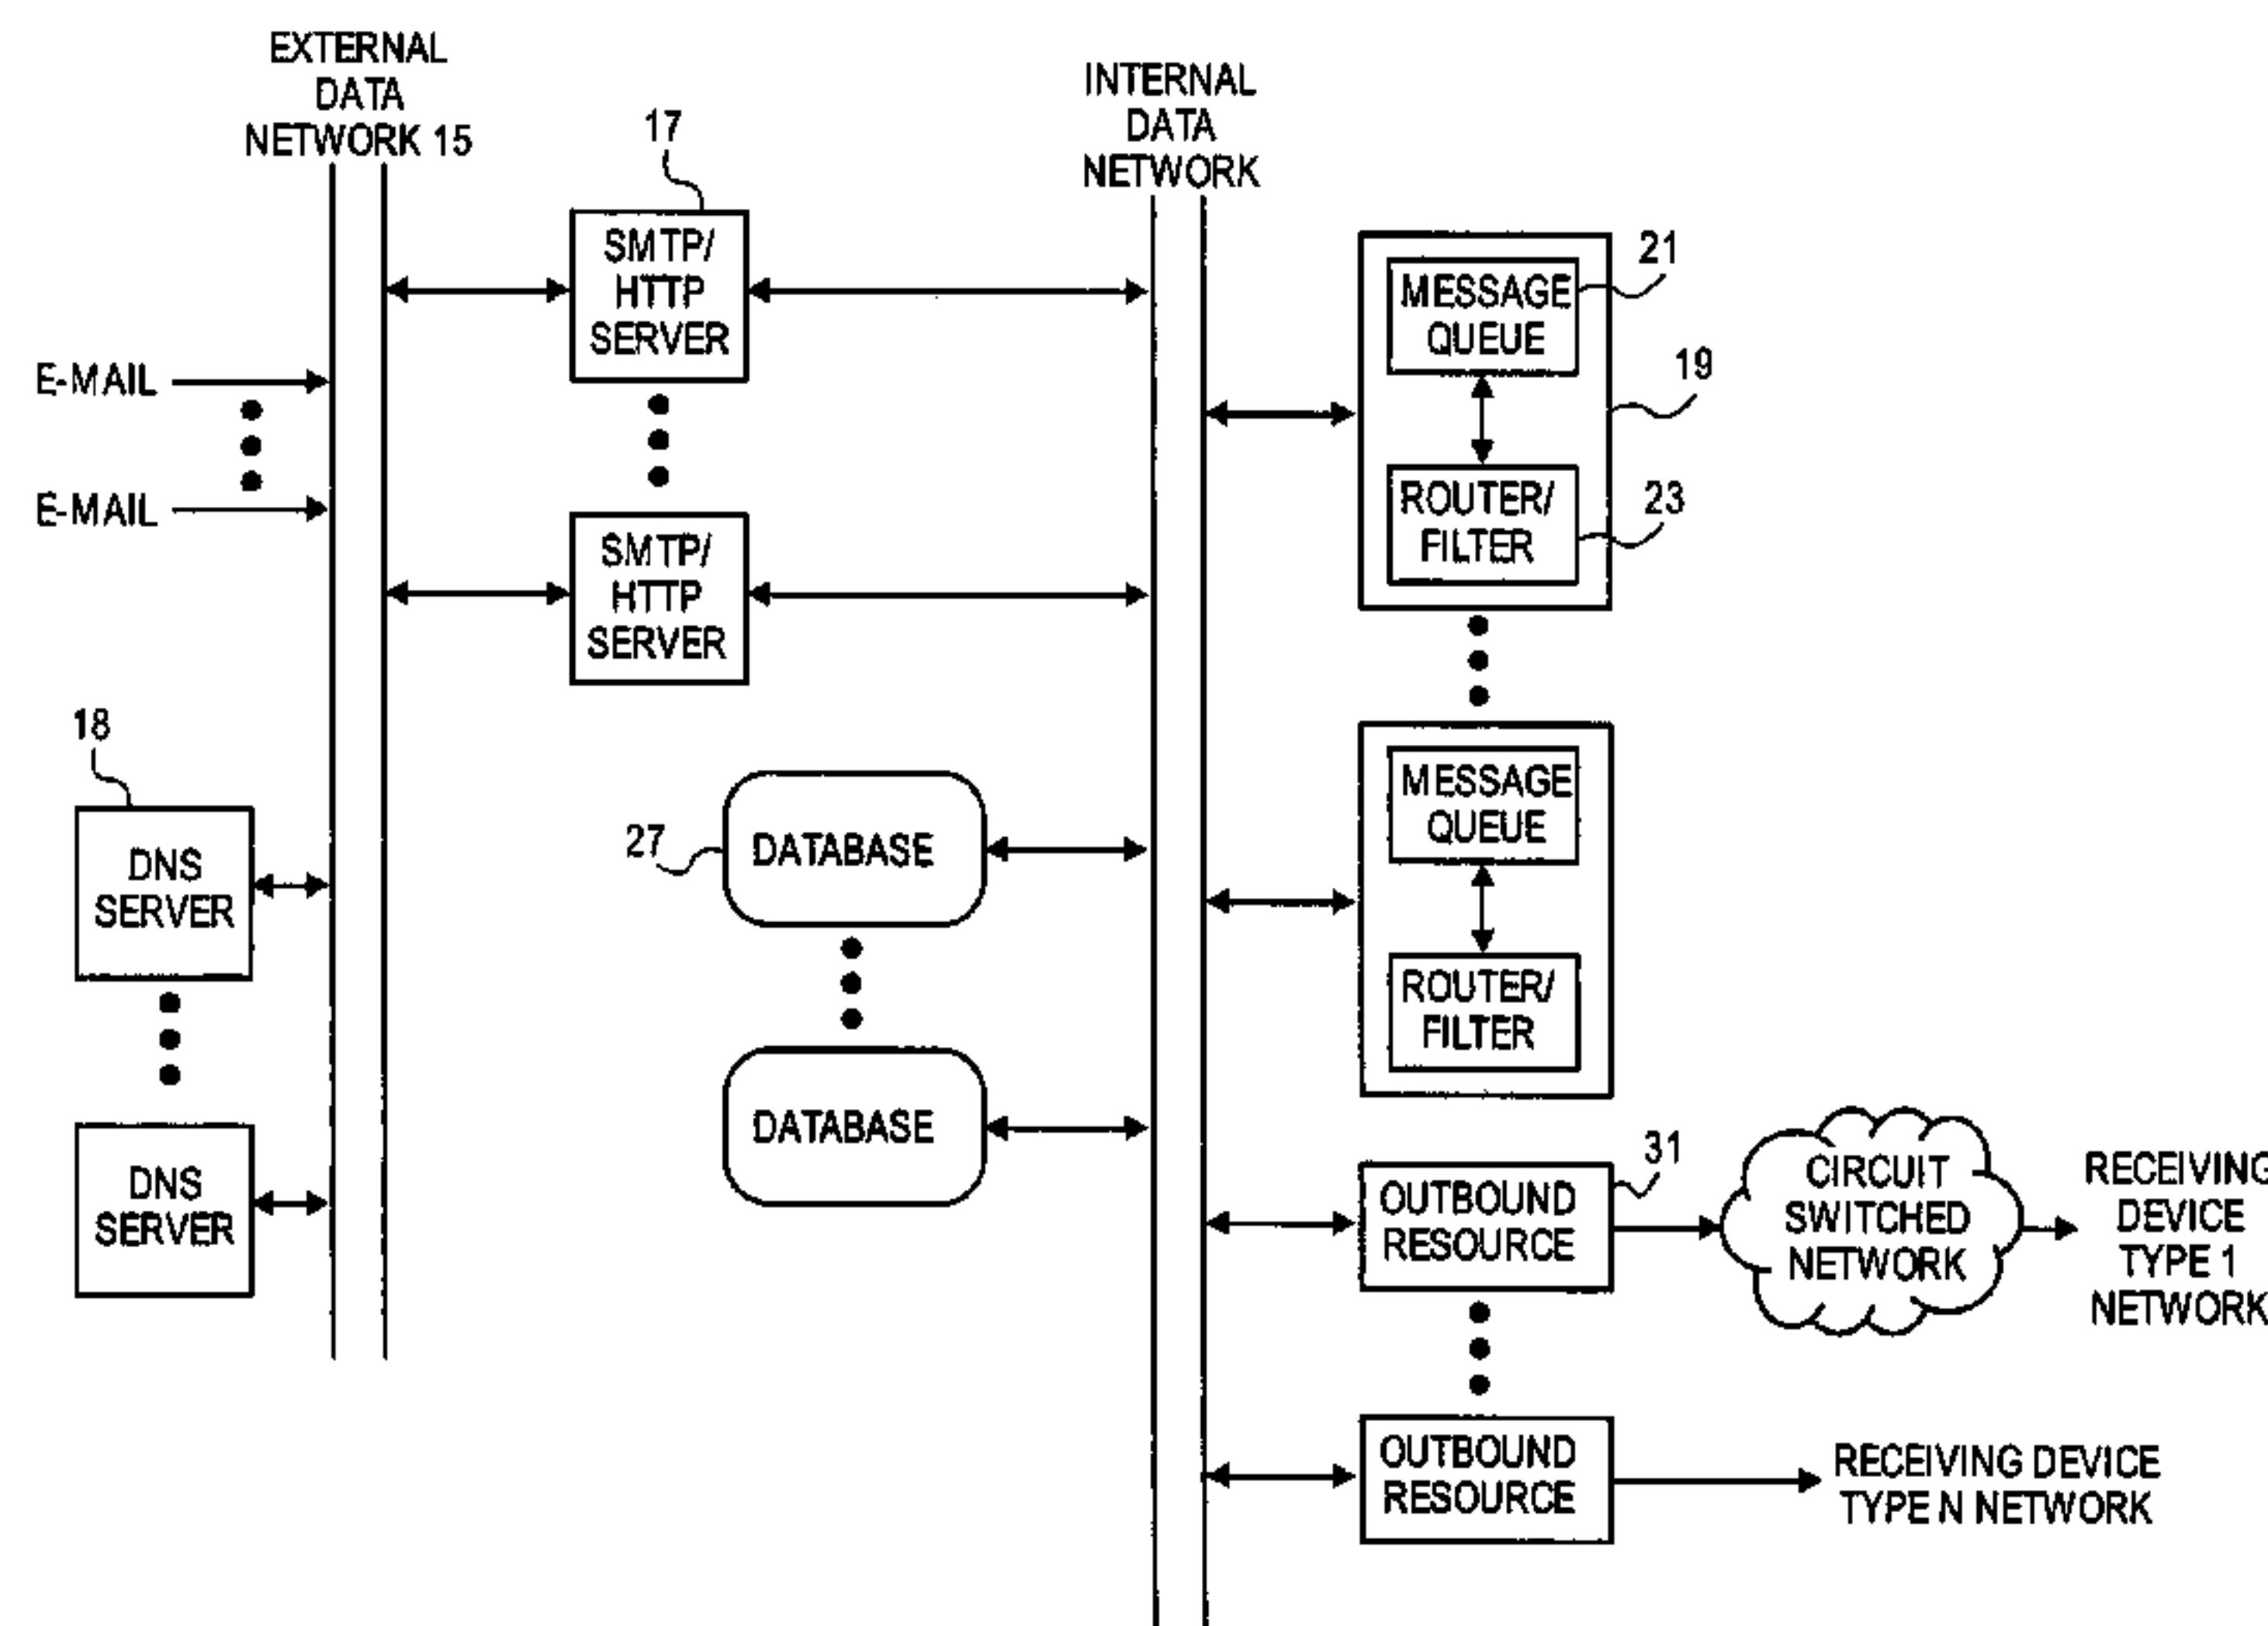 EXTERNAL
DATA
NETWORK 15
INTERNAL
DATA
NETWORK
17
SMTP/
HTTP
SERVER
21
MESSAGE
QUEUE
19
E-MAIL
E-MAIL
ROUTER/
FILTER
23
SMTP/
HTTP
SERVER
18
DNS
SERVER
27
DATABASE
MESSAGE
QUEUE
ROUTER/
FILTER
DATABASE
DNS
SERVER
31
OUTBOUND
RESOURCE
CIRCUIT
SWITCHED
NETWORK
RECEIVING
DEVICE
TYPE 1
NETWORK
OUTBOUND
RESOURCE
RECEIVING DEVICE
TYPE N NETWORK